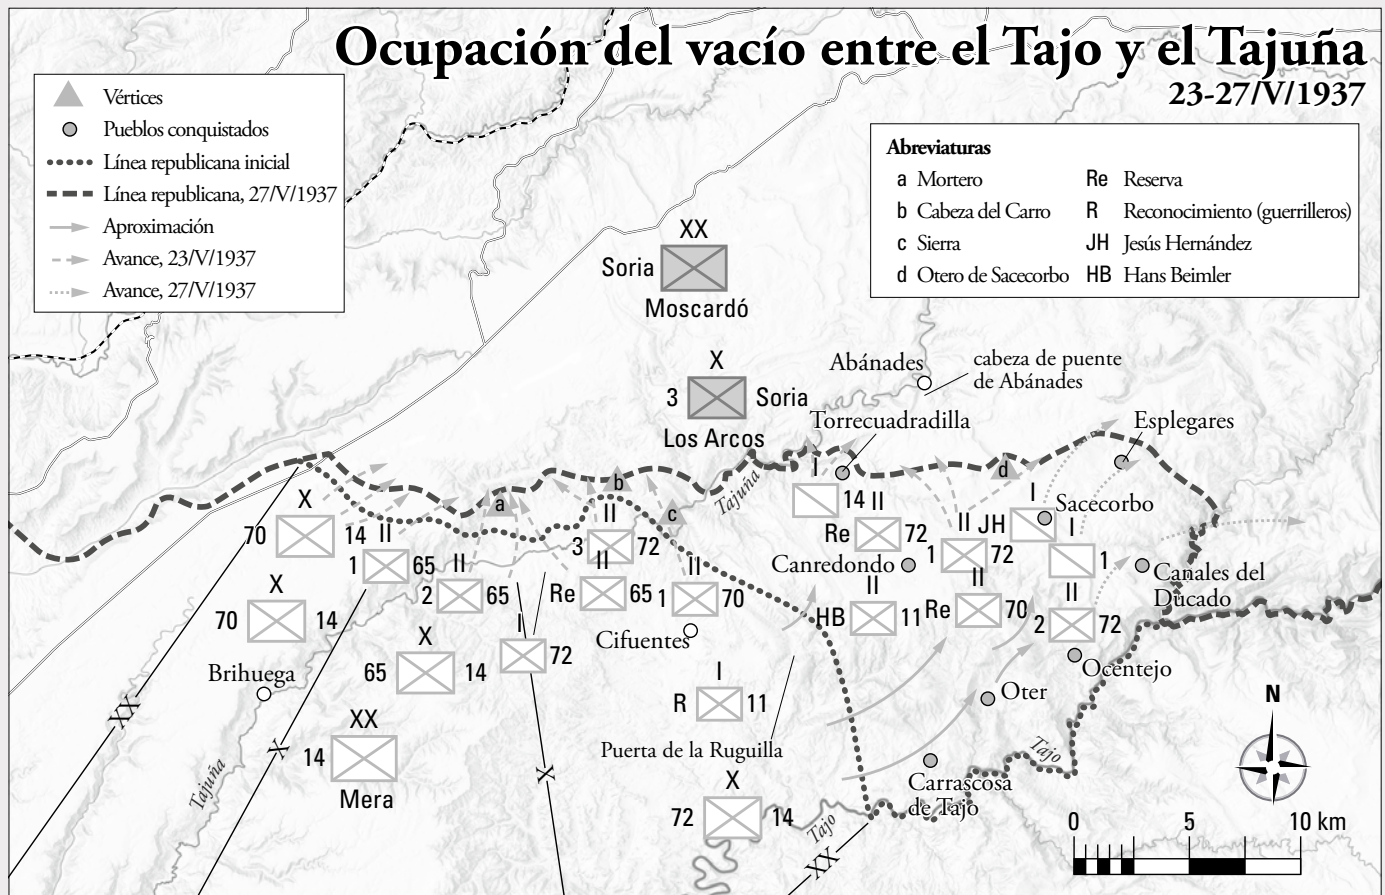 Ocupación del vacío entre el Tajo y el Tajuña
23-27/V/1937
Vértices
Pueblos conquistados
Línea republicana inicial
Línea republicana, 27/V/1937
Aproximación
Avance, 23/V/1937
Avance, 27/V/1937
Abreviaturas
a Mortero
b Cabeza del Carro
c Sierra
d Otero de Sacecorbo
Re Reserva
R Reconocimiento (guerrilleros)
JH Jesús Hernández
HB Hans Beimler
XX
Soria
Moscardó
X
3 Soria
Los Arcos
Abánades
cabeza de puente
de Abánades
Torrecuadradilla
Esplegares
Tajuña
a
b
c
d
X
70 14
II
1 65
II
2 65
II
3 72
II
Re 65
II
1 70
I
14
II
Re 72
II
1 72
I
JH
Sacecorbo
I
1
Canredondo
Canales del
Ducado
X
70 14
Brihuega
X
65 14
I
72
Cifuentes
II
HB 11
II
Re 70
II
2 72
Ocentejo
Oter
I
R 11
Puerta de la Ruguilla
XX
14
Mera
X
72 14
Carrascosa
de Tajo
Tajo
Tajo
Tajuña
XX
X
X
XX
N
0 5 10 km